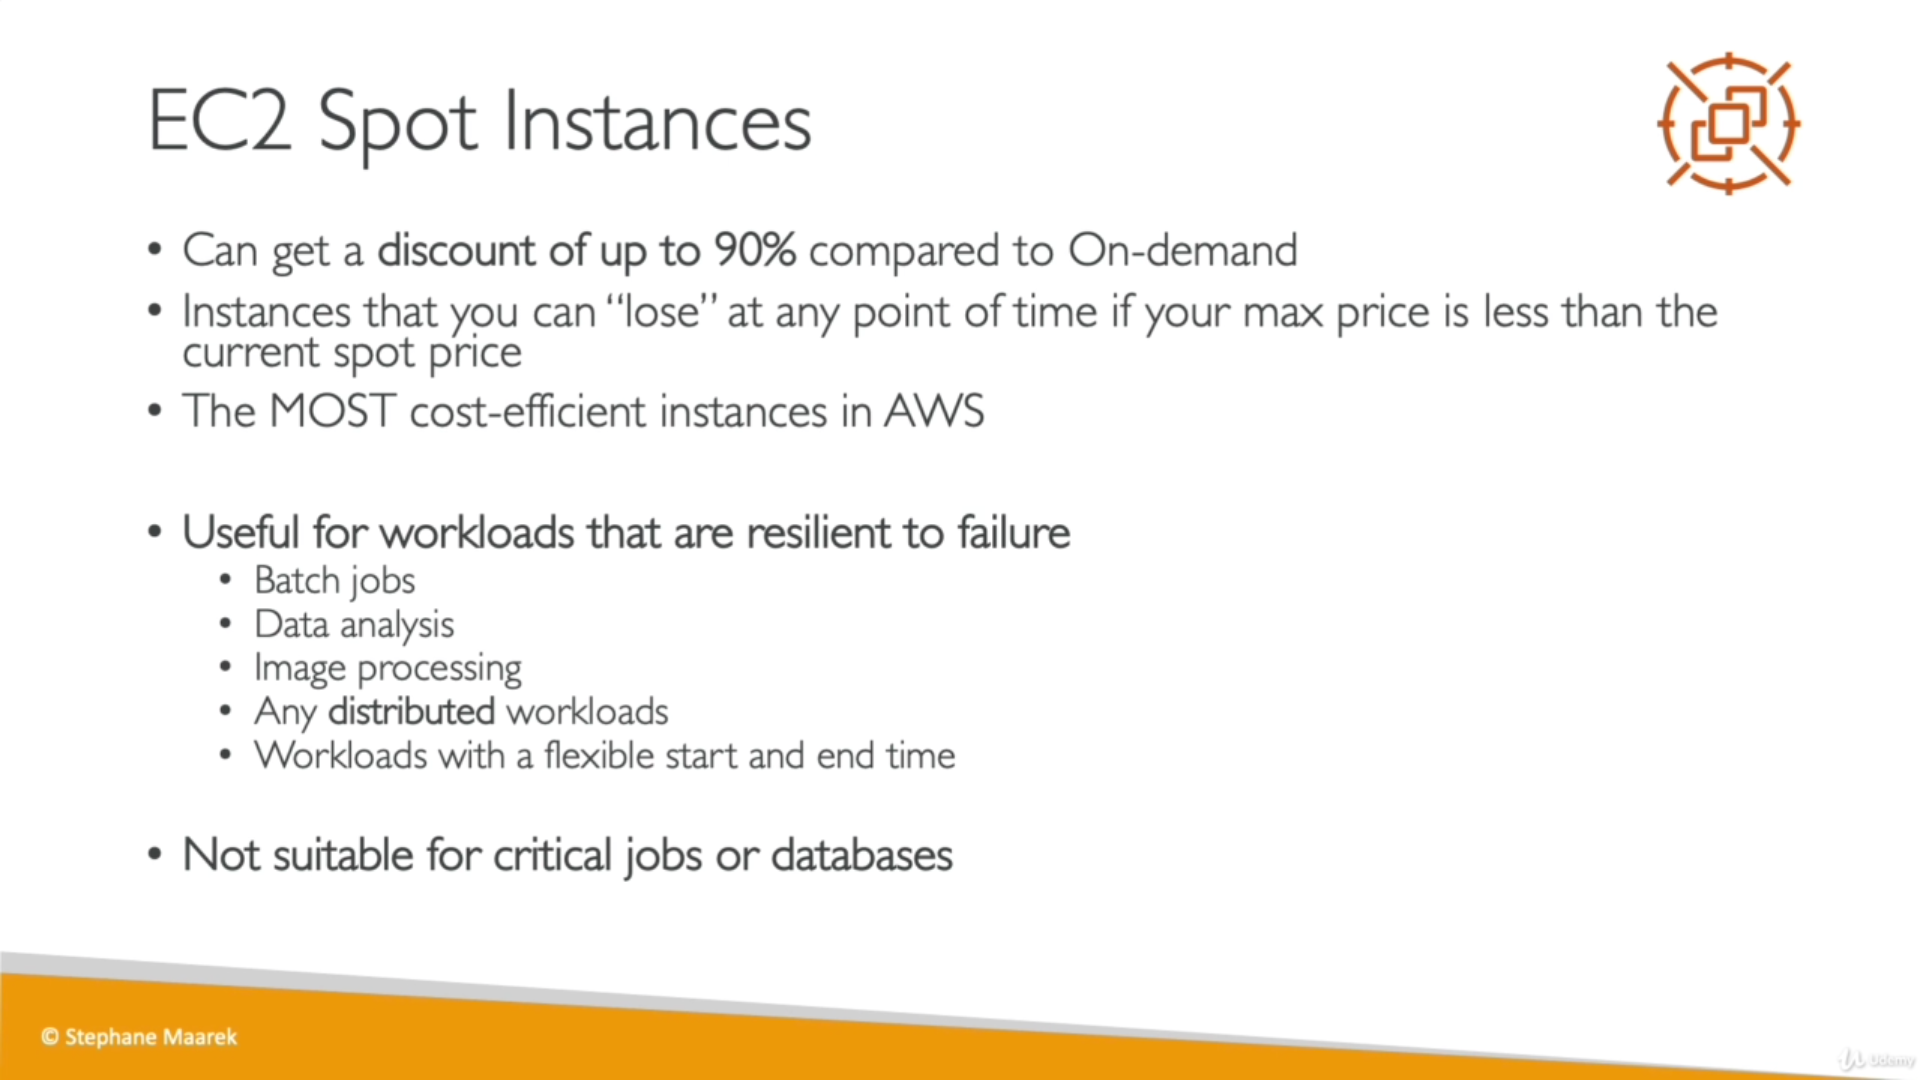 EC2 Spot Instances
• Can get a discount of up to 90% compared to On-demand
• Instances that you can “lose” at any point of time if your max price is less than the
current spot price
• The MOST cost-efficient instances in AWS
• Useful for workloads that are resilient to failure
• Batch jobs
• Data analysis
• Image processing
• Any distributed workloads
• Workloads with a flexible start and end time
• Not suitable for critical jobs or databases
© Stephane Maarek
Udemy